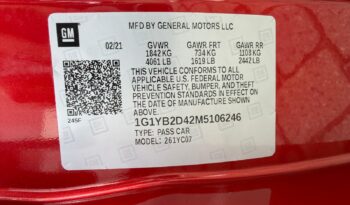 GM
MFD BY GENERAL MOTORS LLC
02/21 GVWR GAWR FRT GAWR RR
1842 KG 734 KG 1108 KG
4061 LB 1619 LB 2442 LB
THIS VEHICLE CONFORMS TO ALL APPLICABLE U.S. FEDERAL MOTOR VEHICLE SAFETY, BUMPER, AND THEFT PREVENTION STANDARDS IN EFFECT ON THE DATE OF MANUFACTURE SHOWN ABOVE.
1G1YB2D42M5106246
TYPE: PASS CAR
MODEL: 261YC07
245F